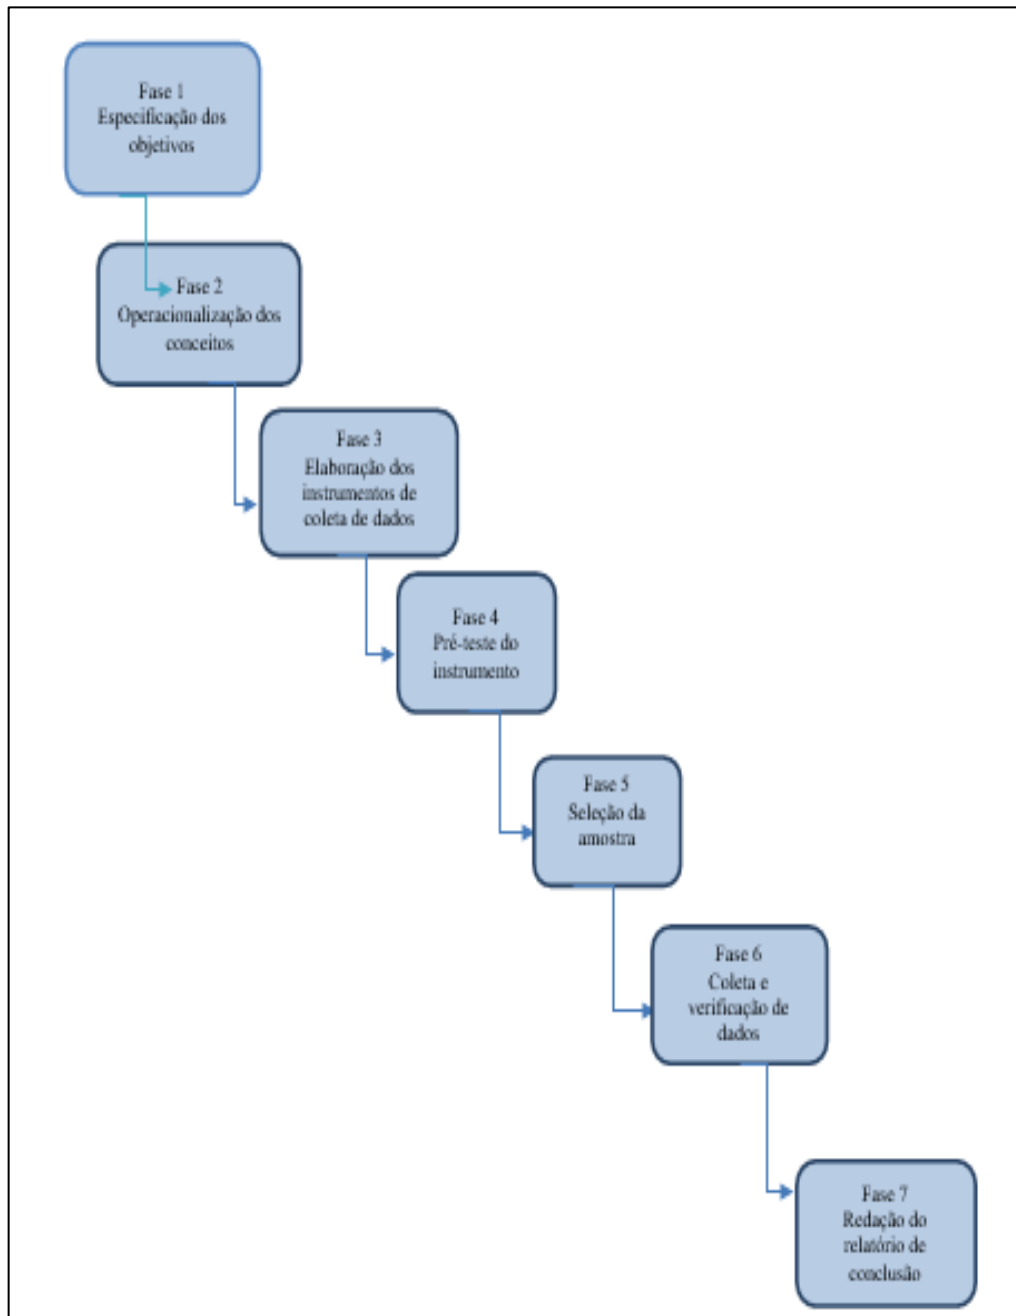 Fase 1
Especificação dos
objetivos
Fase 2
Operacionalização dos
conceitos
Fase 3
Elaboração dos
instrumentos de
coleta de dados
Fase 4
Pré-teste do
instrumento
Fase 5
Seleção da
amostra
Fase 6
Coleta e
verificação de
dados
Fase 7
Redação do
relatório de
conclusão